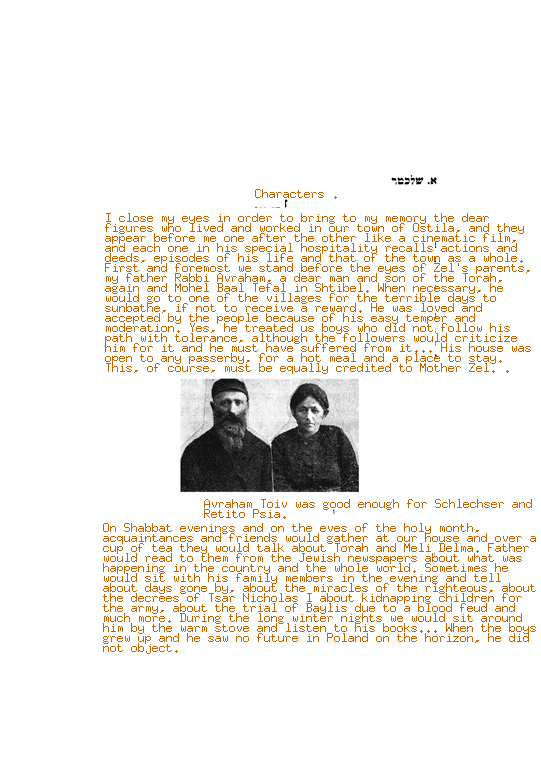 א. שלכטר
Characters .
I close my eyes in order to bring to my memory the dear
figures who lived and worked in our town of Ostila, and they
appear before me one after the other like a cinematic film,
and each one in his special hospitality recalls actions and
deeds, episodes of his life and that of the town as a whole.
First and foremost we stand before the eyes of Zel's parents,
my father Rabbi Avraham, a dear man and son of the Torah,
again and Mohel Baal Tefal in Shtibel. When necessary, he
would go to one of the villages for the terrible days to
sunbathe, if not to receive a reward. He was loved and
accepted by the people because of his easy temper and
moderation. Yes, he treated us boys who did not follow his
path with tolerance, although the followers would criticize
him for it and he must have suffered from it... His house was
open to any passerby, for a hot meal and a place to stay.
This, of course, must be equally credited to Mother Zel. .
Avraham Toiv was good enough for Schlechser and
Retito Psia.
On Shabbat evenings and on the eves of the holy month,
acquaintances and friends would gather at our house and over a
cup of tea they would talk about Torah and Meli Delma. Father
would read to them from the Jewish newspapers about what was
happening in the country and the whole world. Sometimes he
would sit with his family members in the evening and tell
about days gone by, about the miracles of the righteous, about
the decrees of Tsar Nicholas I about kidnapping children for
the army, about the trial of Baylis due to a blood feud and
much more. During the long winter nights we would sit around
him by the warm stove and listen to his books... When the boys
grew up and he saw no future in Poland on the horizon, he did
not object.